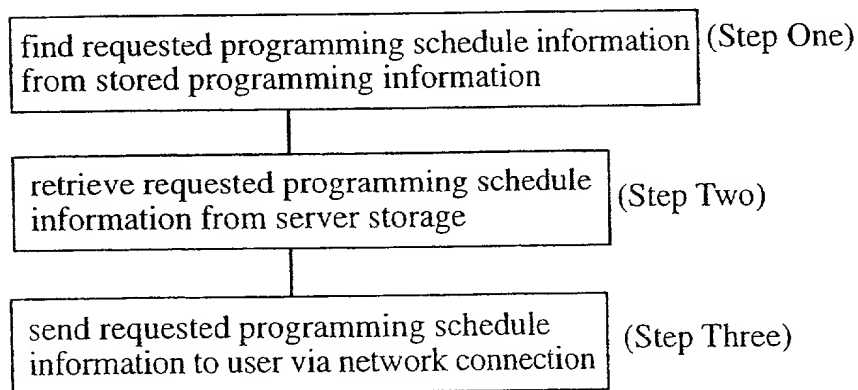 find requested programming schedule information (Step One)
from stored programming information
retrieve requested programming schedule
information from server storage
(Step Two)
send requested programming schedule
information to user via network connection
(Step Three)